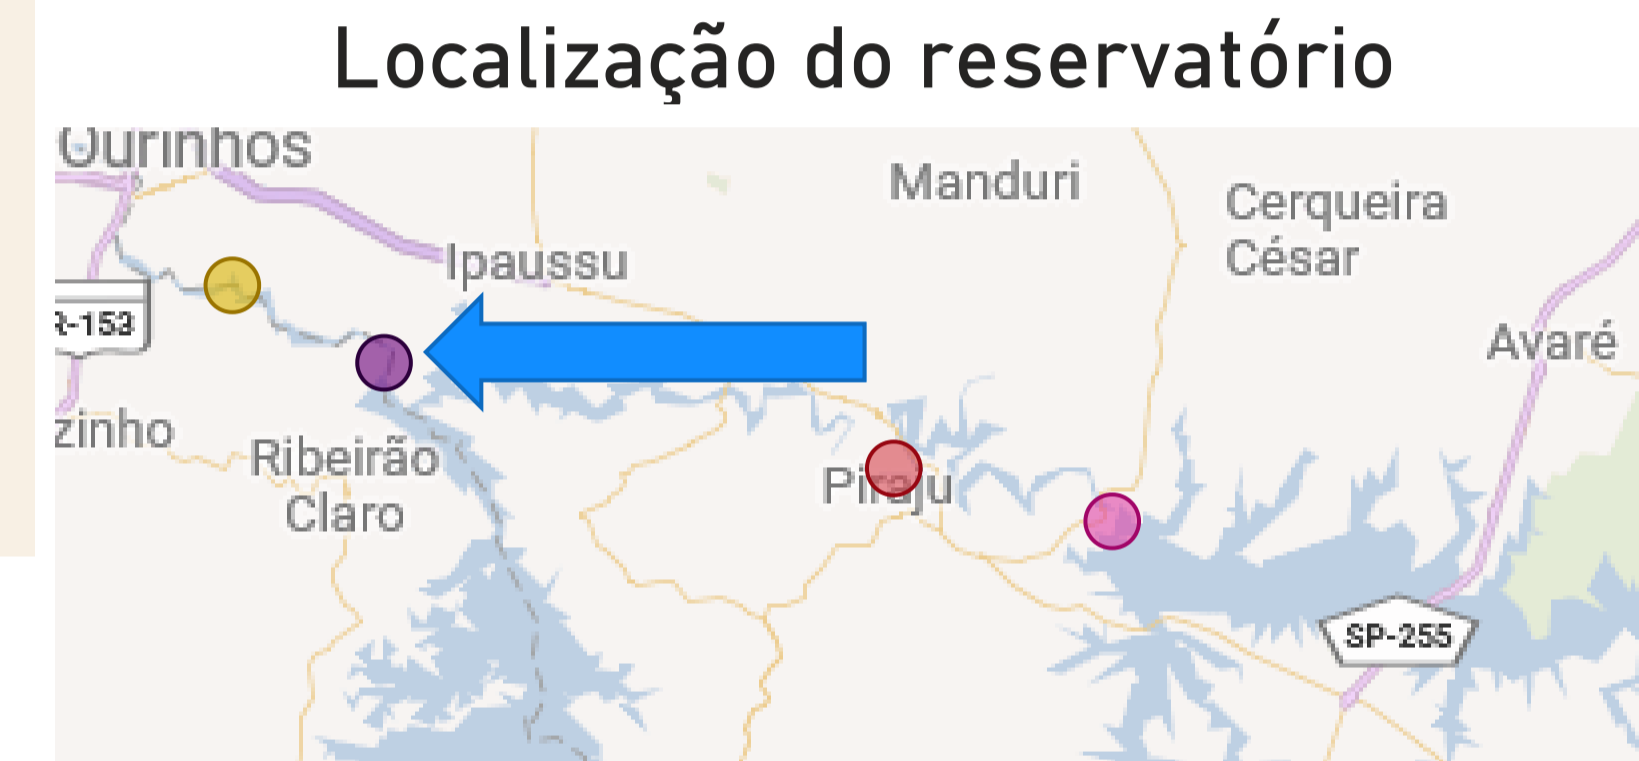 Localização do reservatório
Ourinhos
Manduri
Cerqueira
César
Ipaussu
R-153
Avaré
zinho
Ribeirão
Claro
Piraju
SP-255